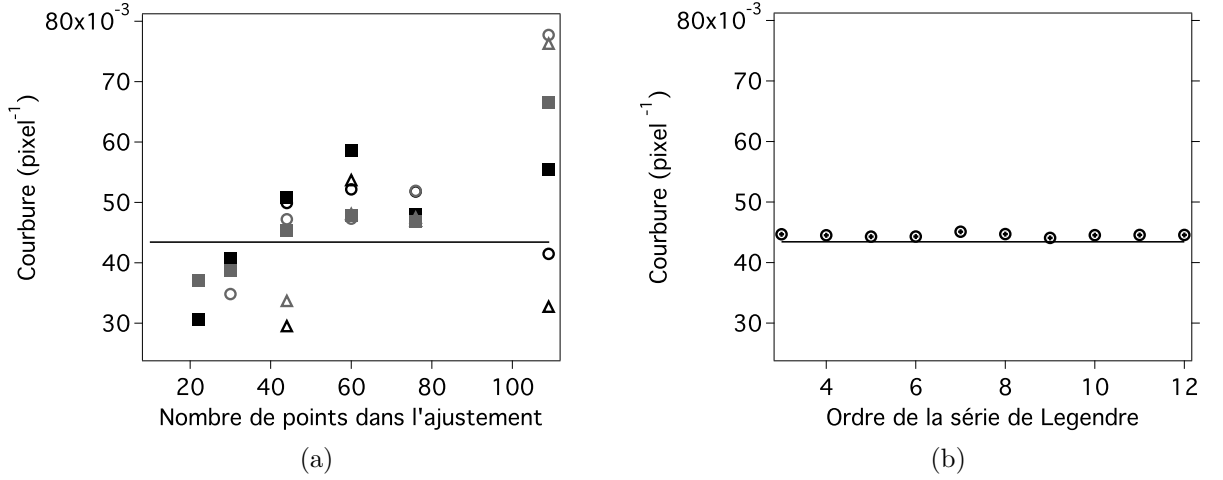 80x10-3
70
60
50
40
30
Courbure (pixel-1)
20 40 60 80 100
Nombre de points dans l'ajustement
(a)
80x10-3
70
60
50
40
30
Courbure (pixel -1)
4 6 8 10 12
Ordre de la série de Legendre
(b)